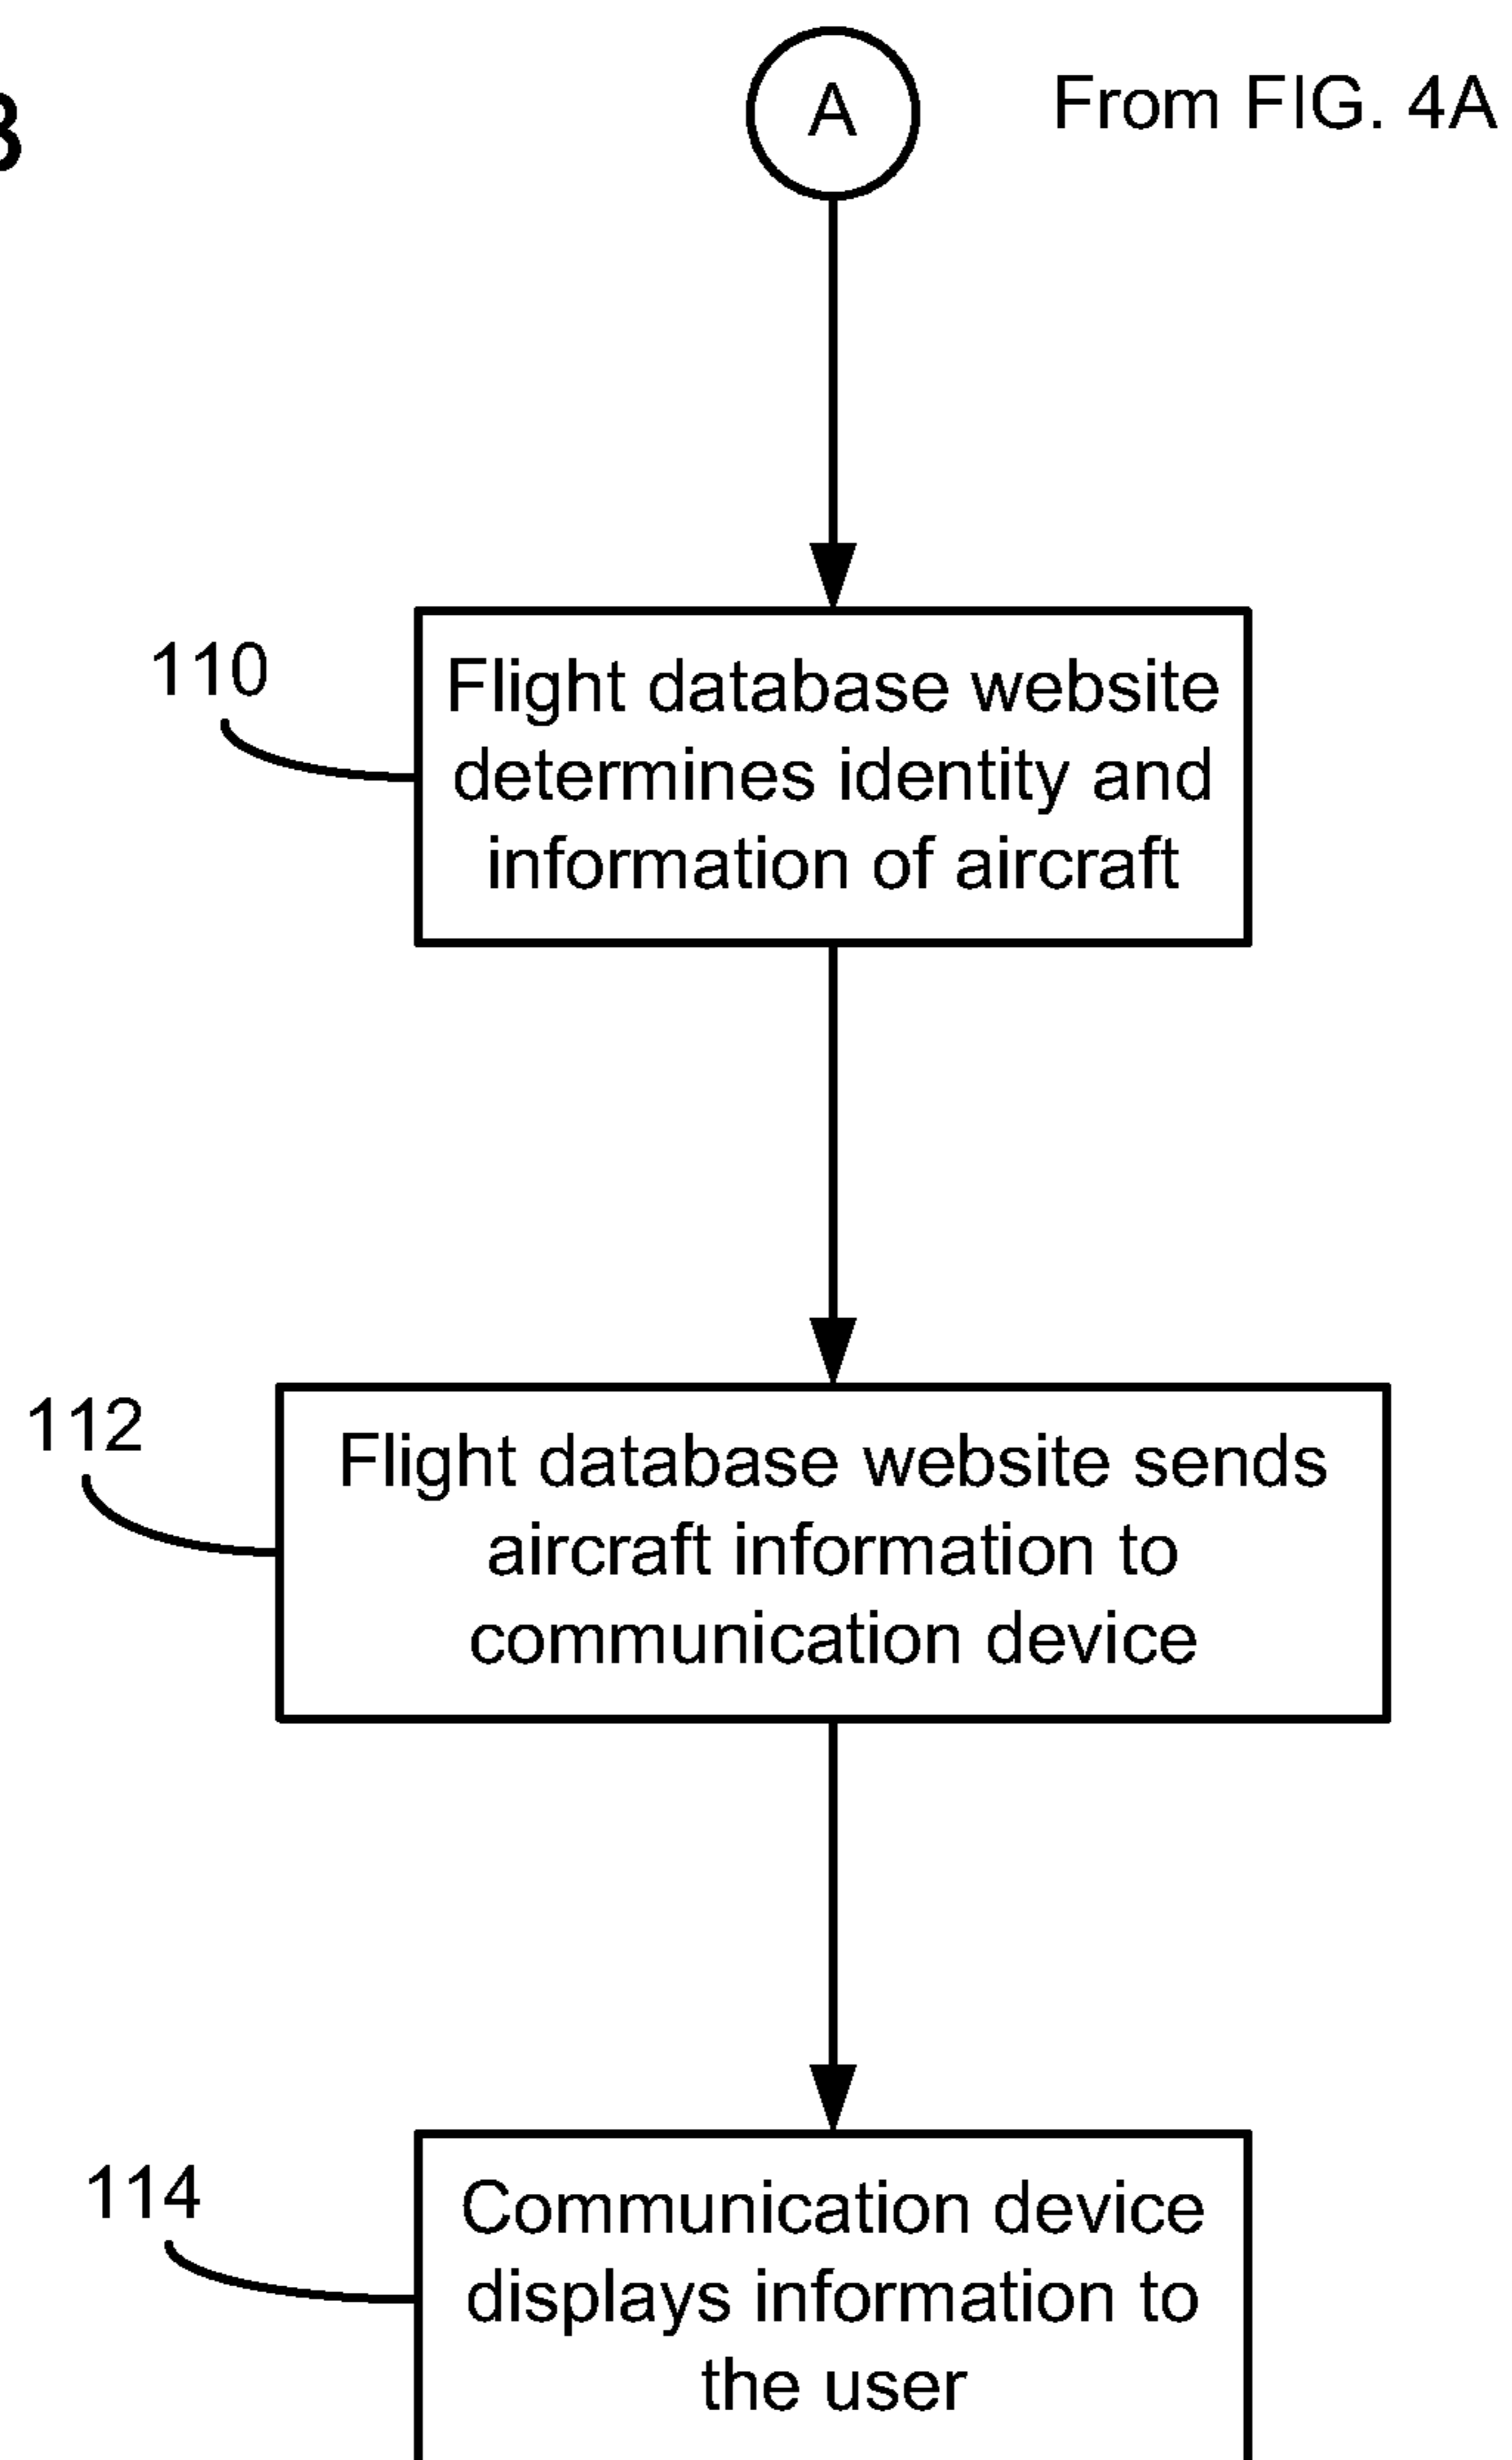 A
From FIG. 4A
110
Flight database website
determines identity and
information of aircraft
112
Flight database website sends
aircraft information to
communication device
114
Communication device
displays information to
the user